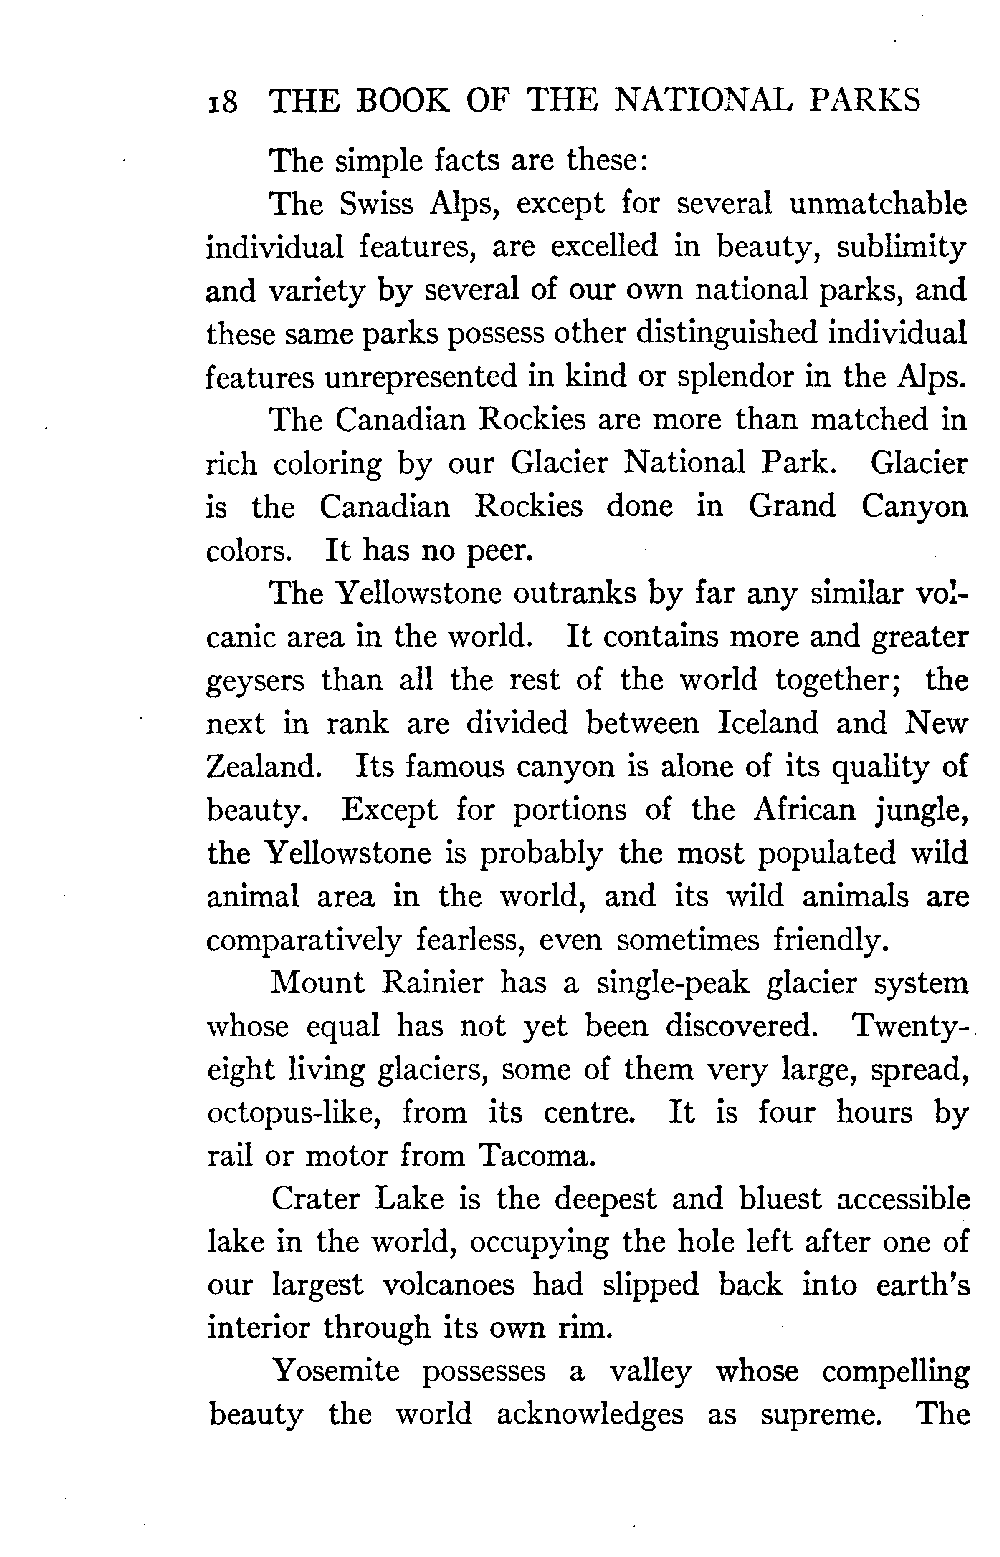 18 THE BOOK OF THE NATIONAL PARKS
The simple facts are these:
The Swiss Alps, except for several unmatchable
individual features, are excelled in beauty, sublimity
and variety by several of our own national parks, and
these same parks possess other distinguished individual
features unrepresented in kind or splendor in the Alps.
The Canadian Rockies are more than matched in
rich coloring by our Glacier National Park. Glacier
is the Canadian Rockies done in Grand Canyon
colors. It has no peer.
The Yellowstone outranks by far any similar vol-
canic area in the world. It contains more and greater
geysers than all the rest of the world together; the
next in rank are divided between Iceland and New
Zealand. Its famous canyon is alone of its quality of
beauty. Except for portions of the African jungle,
the Yellowstone is probably the most populated wild
animal area in the world, and its wild animals are
comparatively fearless, even sometimes friendly.
Mount Rainier has a single-peak glacier system
whose equal has not yet been discovered. Twenty-
eight living glaciers, some of them very large, spread,
octopus-like, from its centre. It is four hours by
rail or motor from Tacoma.
Crater Lake is the deepest and bluest accessible
lake in the world, occupying the hole left after one of
our largest volcanoes had slipped back into earth's
interior through its own rim.
Yosemite possesses a valley whose compelling
beauty the world acknowledges as supreme. The